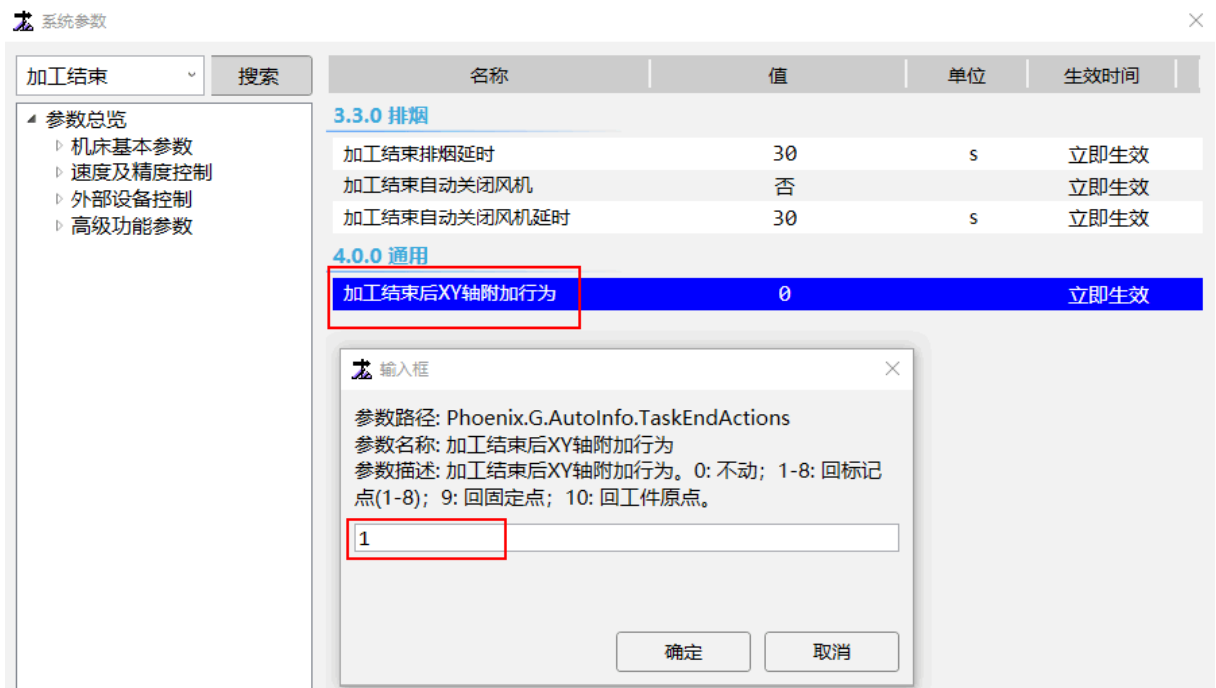 系统参数
加工结束 搜索
参数总览
机床基本参数
速度及精度控制
外部设备控制
高级功能参数
名称 值 单位 生效时间
3.3.0 排烟
加工结束排烟延时 30 s 立即生效
加工结束自动关闭风机 否 立即生效
加工结束自动关闭风机延时 30 s 立即生效
4.0.0 通用
加工结束后XY轴附加行为 0 立即生效
输入框
参数路径: Phoenix.G.AutoInfo.TaskEndActions
参数名称: 加工结束后XY轴附加行为
参数描述: 加工结束后XY轴附加行为。0: 不动；1-8: 回标记
点(1-8)；9: 回固定点；10: 回工件原点。
1
确定 取消